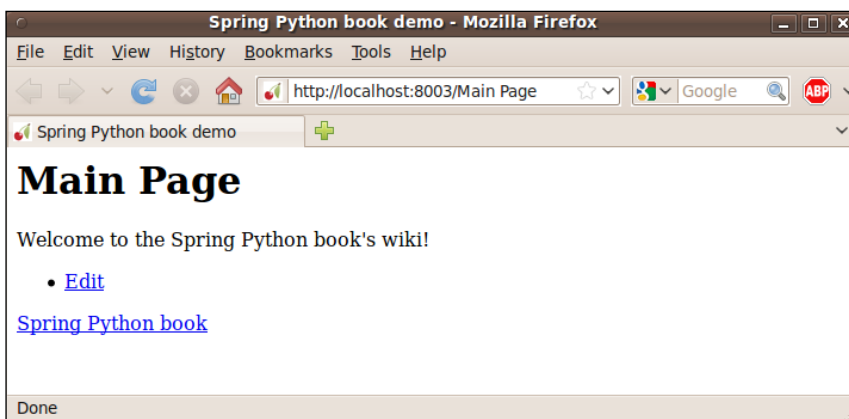 Spring Python book demo - Mozilla Firefox
File Edit View History Bookmarks Tools Help
http://localhost:8003/Main Page Google ABP
Spring Python book demo
Main Page
Welcome to the Spring Python book's wiki!
• Edit
Spring Python book
Done